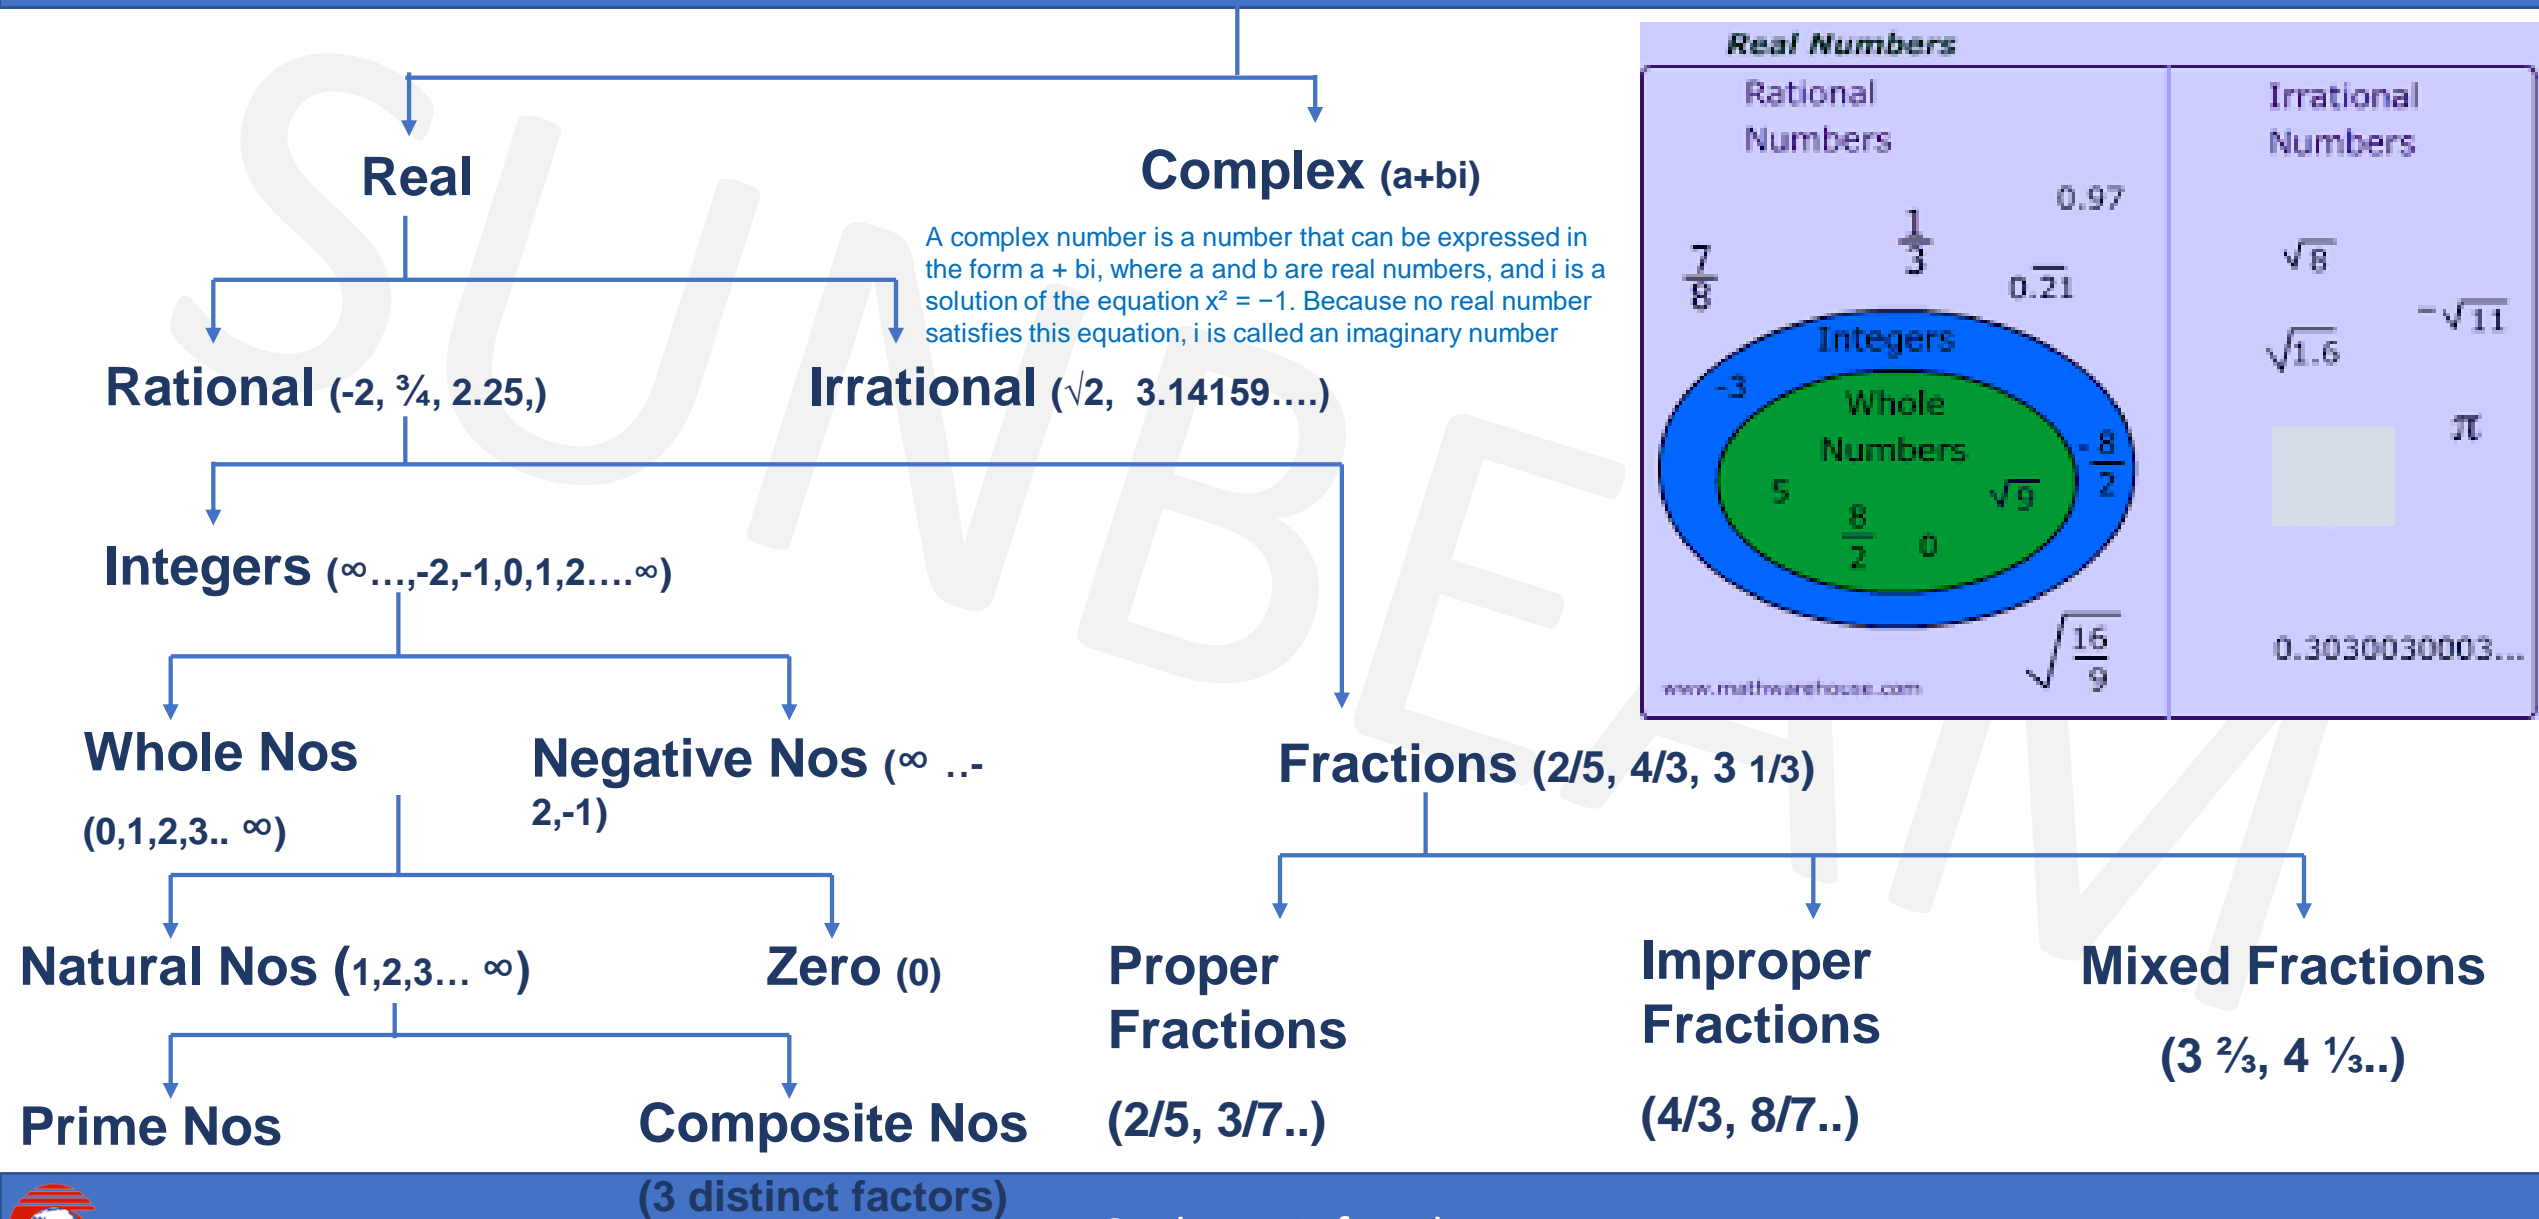 SUNBEAM
Real
Complex (a+bi)
A complex number is a number that can be expressed in
the form a + bi, where a and b are real numbers, and i is a
solution of the equation x² = −1. Because no real number
satisfies this equation, i is called an imaginary number
Rational (-2, ¾, 2.25,)
Irrational (√2, 3.14159....)
Integers (∞...,-2,-1,0,1,2....∞)
Whole Nos
(0,1,2,3.. ∞)
Negative Nos (∞ ..-
2,-1)
Fractions (2/5, 4/3, 3 1/3)
Natural Nos (1,2,3... ∞)
Zero (0)
Proper
Fractions
(2/5, 3/7..)
Improper
Fractions
(4/3, 8/7..)
Mixed Fractions
(3 ⅔, 4 ⅓..)
Prime Nos
Composite Nos
(3 distinct factors)
Real Numbers
Rational
Numbers
0.97
1/3
7/8
0.2̅1̅
Integers
-3
Whole
Numbers
-8/2
5
√9
8/2
0
√16/9
www.mathwarehouse.com
Irrational
Numbers
√8
-√11
√1.6
π
0.3030030003...